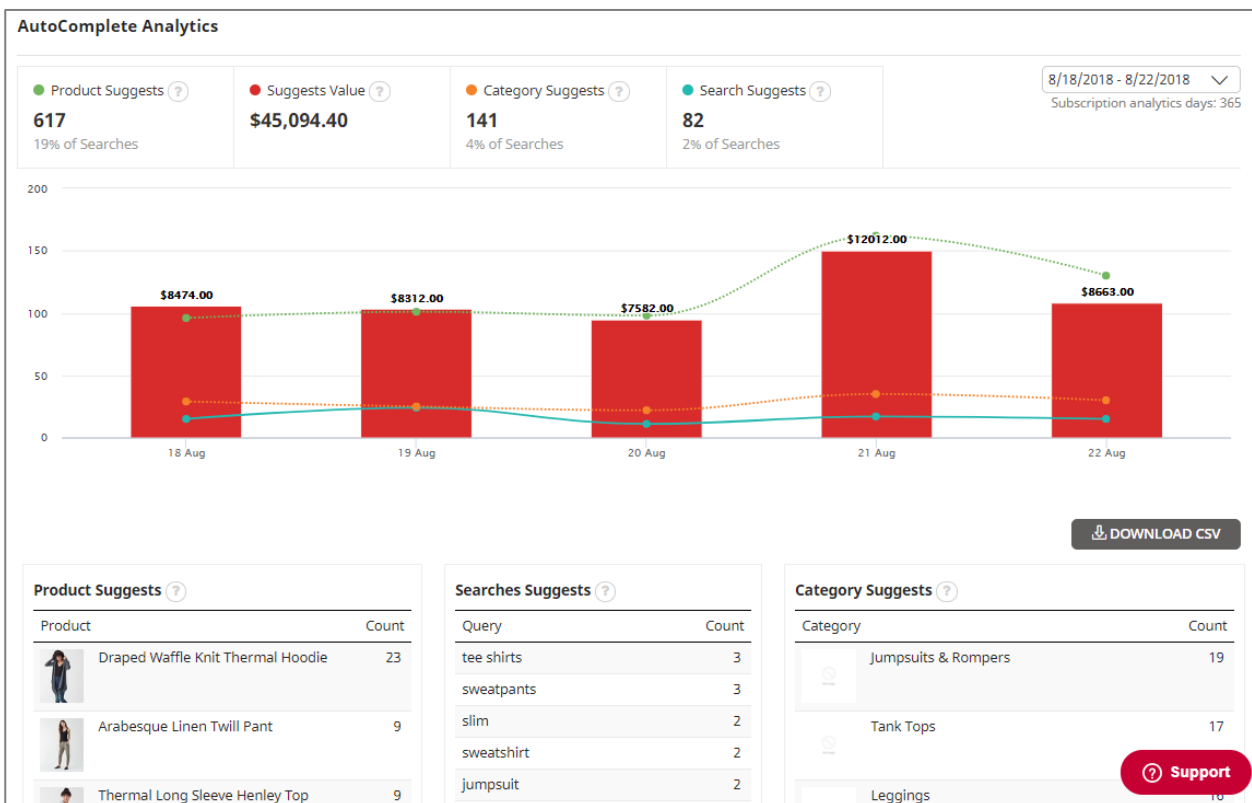 AutoComplete Analytics
Product Suggests ?
617
19% of Searches
Suggests Value ?
$45,094.40
Category Suggests ?
141
4% of Searches
Search Suggests ?
82
2% of Searches
8/18/2018 - 8/22/2018
Subscription analytics days: 365
200
150
100
50
0
$8474.00
$8312.00
$7582.00
$12012.00
$8663.00
18 Aug
19 Aug
20 Aug
21 Aug
22 Aug
DOWNLOAD CSV
Product Suggests ?
Product Count
Draped Waffle Knit Thermal Hoodie 23
Arabesque Linen Twill Pant 9
Thermal Long Sleeve Henley Top 9
Searches Suggests ?
Query Count
tee shirts 3
sweatpants 3
slim 2
sweatshirt 2
jumpsuit 2
Category Suggests ?
Category Count
Jumpsuits & Rompers 19
Tank Tops 17
Leggings 16
? Support